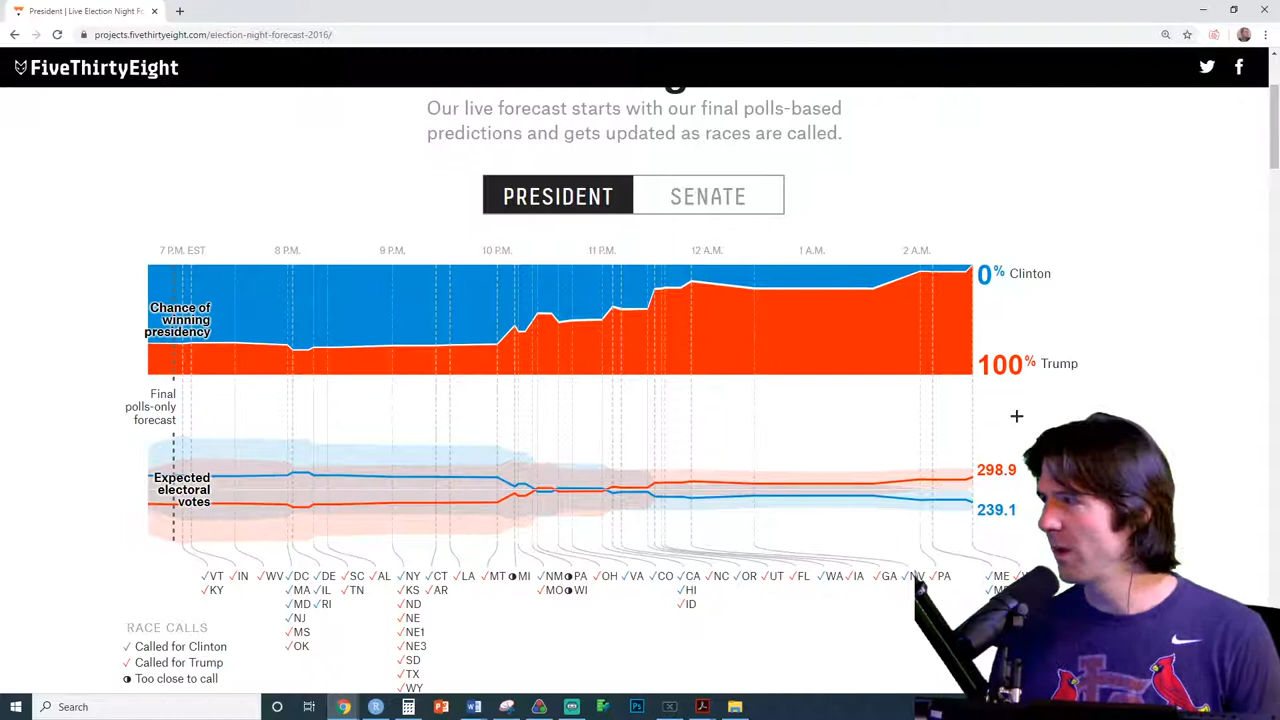 President | Live Election Night Fo
projects.fivethirtyeight.com/election-night-forecast-2016/
FiveThirtyEight
Our live forecast starts with our final polls-based
predictions and gets updated as races are called.
PRESIDENT SENATE
7 P.M. EST 8 P.M. 9 P.M. 10 P.M. 11 P.M. 12 A.M. 1 A.M. 2 A.M.
0% Clinton
Chance of
winning
presidency
100% Trump
Final
polls-only
forecast
298.9
Expected
electoral
votes
239.1
✓VT ✓IN ✓WV ✓DC ✓DE ✓SC ✓AL ✓NY ✓CT ✓LA ✓MT ◑MI ✓NM ◑PA ✓OH ✓VA ✓CO ✓CA ✓NC ✓OR ✓UT ✓FL ✓WA ✓IA ✓GA ✓NV ✓PA ✓ME
✓KY ✓MA ✓IL ✓TN ✓KS ✓AR ✓MO ◑WI ✓HI
✓MD ✓RI ✓ND ✓ID
✓NJ ✓NE
✓MS ✓NE1
✓OK ✓NE3
✓SD
✓TX
✓WY
RACE CALLS
✓ Called for Clinton
✓ Called for Trump
◑ Too close to call
Search